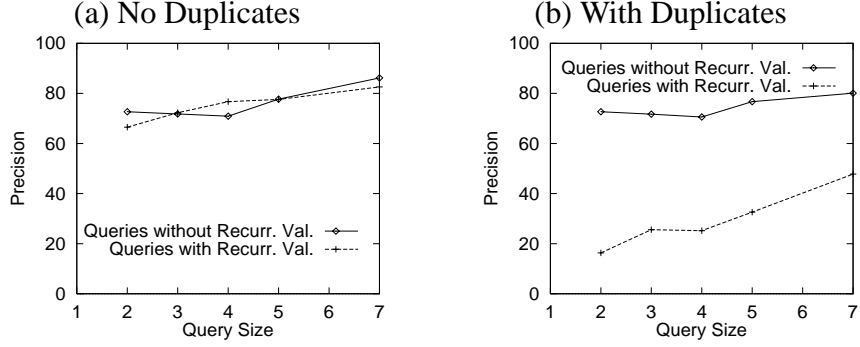 (a) No Duplicates
100
80
60
40
20
0
Precision
Queries without Recurr. Val.
Queries with Recurr. Val.
1 2 3 4 5 6 7
Query Size
(b) With Duplicates
100
80
60
40
20
0
Precision
Queries without Recurr. Val.
Queries with Recurr. Val.
1 2 3 4 5 6 7
Query Size